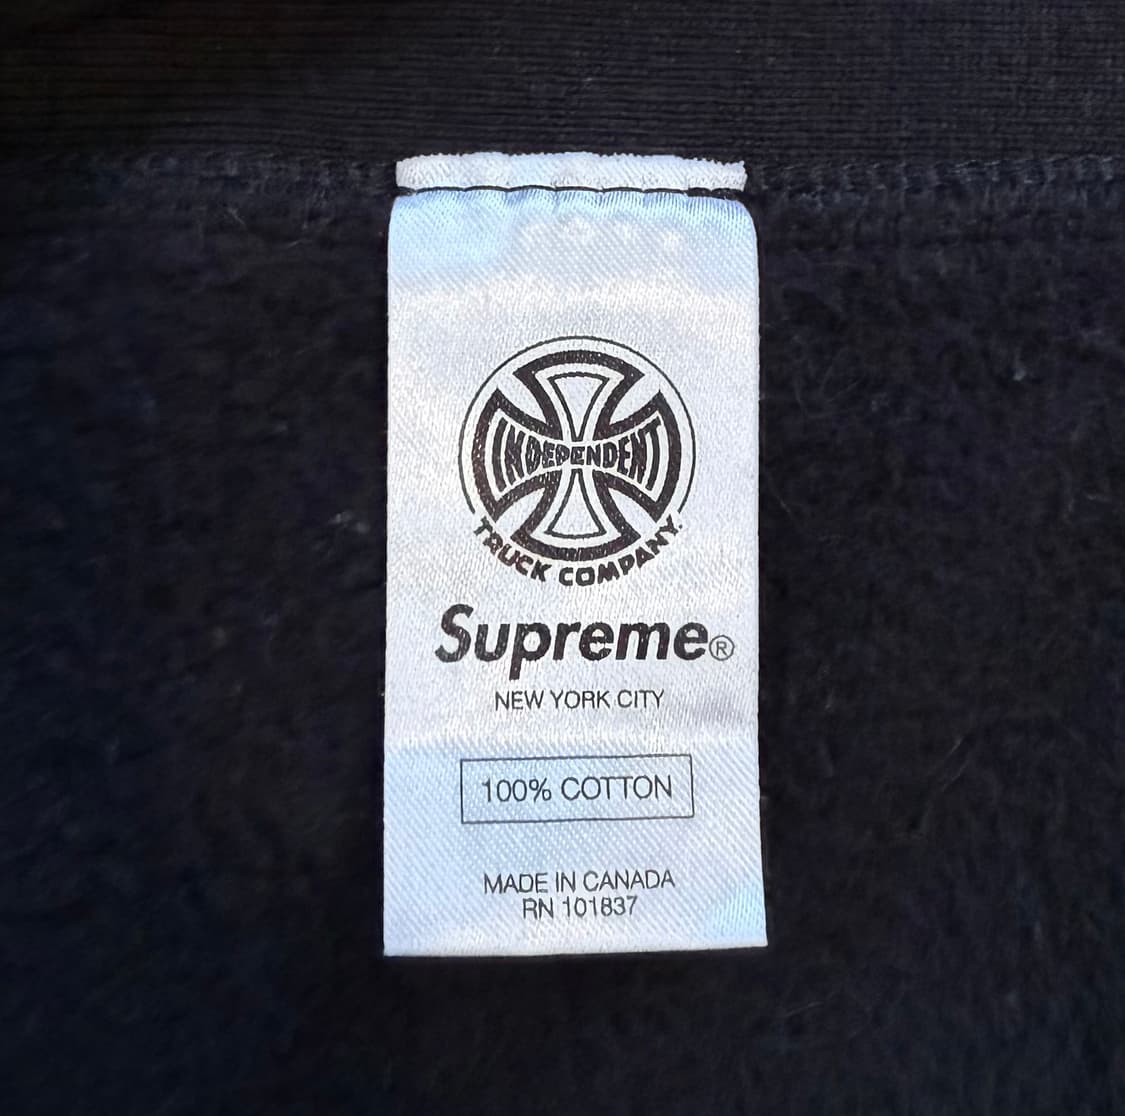 INDEPENDENT
TRUCK COMPANY
Supreme®
NEW YORK CITY
100% COTTON
MADE IN CANADA
RN 101837